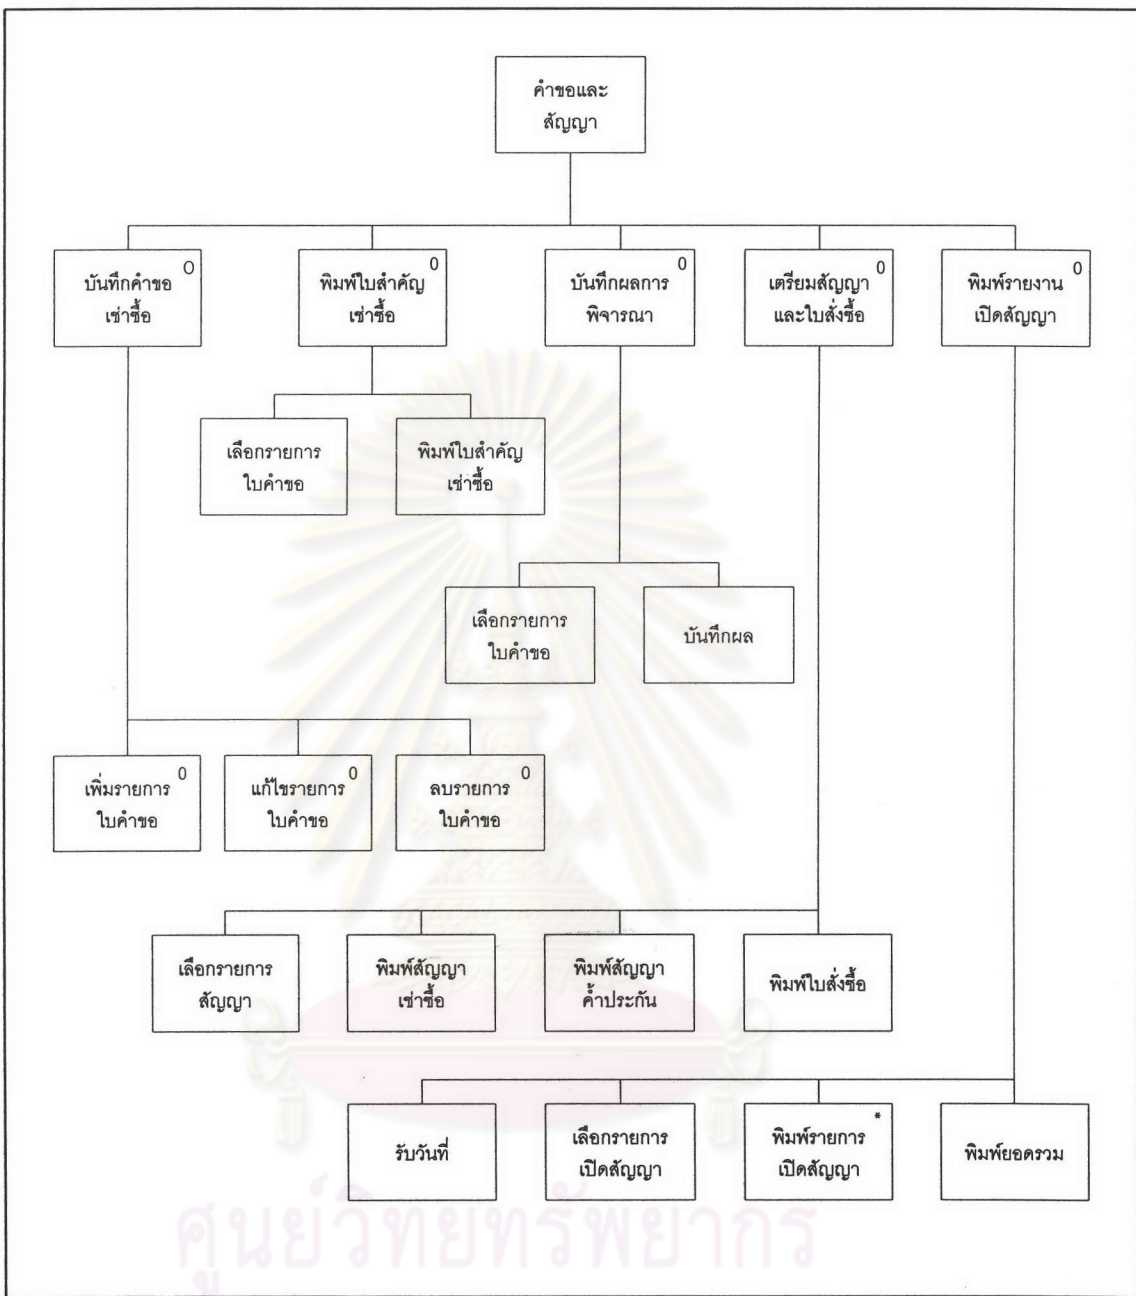 คำขอและ
สัญญา
บันทึกคำขอ
เช่าซื้อ
O
พิมพ์ใบสำคัญ
เช่าซื้อ
0
บันทึกผลการ
พิจารณา
0
เตรียมสัญญา
และใบสั่งซื้อ
0
พิมพ์รายงาน
เปิดสัญญา
0
เลือกรายการ
ใบคำขอ
พิมพ์ใบสำคัญ
เช่าซื้อ
เลือกรายการ
ใบคำขอ
บันทึกผล
เพิ่มรายการ
ใบคำขอ
0
แก้ไขรายการ
ใบคำขอ
0
ลบรายการ
ใบคำขอ
0
เลือกรายการ
สัญญา
พิมพ์สัญญา
เช่าซื้อ
พิมพ์สัญญา
ค้ำประกัน
พิมพ์ใบสั่งซื้อ
รับวันที่
เลือกรายการ
เปิดสัญญา
พิมพ์รายการ
เปิดสัญญา
*
พิมพ์ยอดรวม
ศูนย์วิทยทรัพยากร